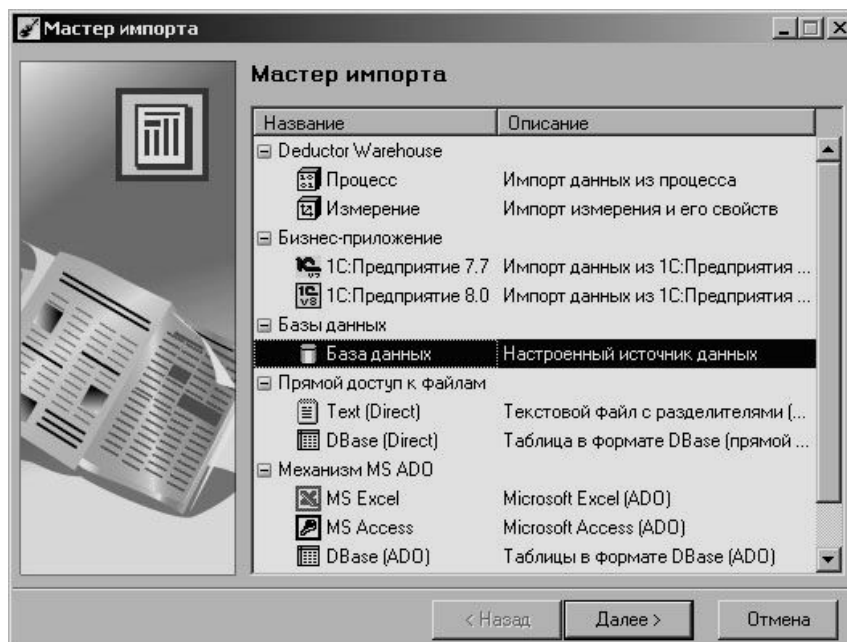 Мастер импорта
Мастер импорта
Название Описание
Deductor Warehouse
Процесс Импорт данных из процесса
Измерение Импорт измерения и его свойств
Бизнес-приложение
1С:Предприятие 7.7 Импорт данных из 1С:Предприятия ...
1С:Предприятие 8.0 Импорт данных из 1С:Предприятия ...
Базы данных
База данных Настроенный источник данных
Прямой доступ к файлам
Text (Direct) Текстовой файл с разделителями (...
DBase (Direct) Таблица в формате DBase (прямой ...
Механизм MS ADO
MS Excel Microsoft Excel (ADO)
MS Access Microsoft Access (ADO)
DBase (ADO) Таблицы в формате DBase (ADO)
< Назад Далее > Отмена